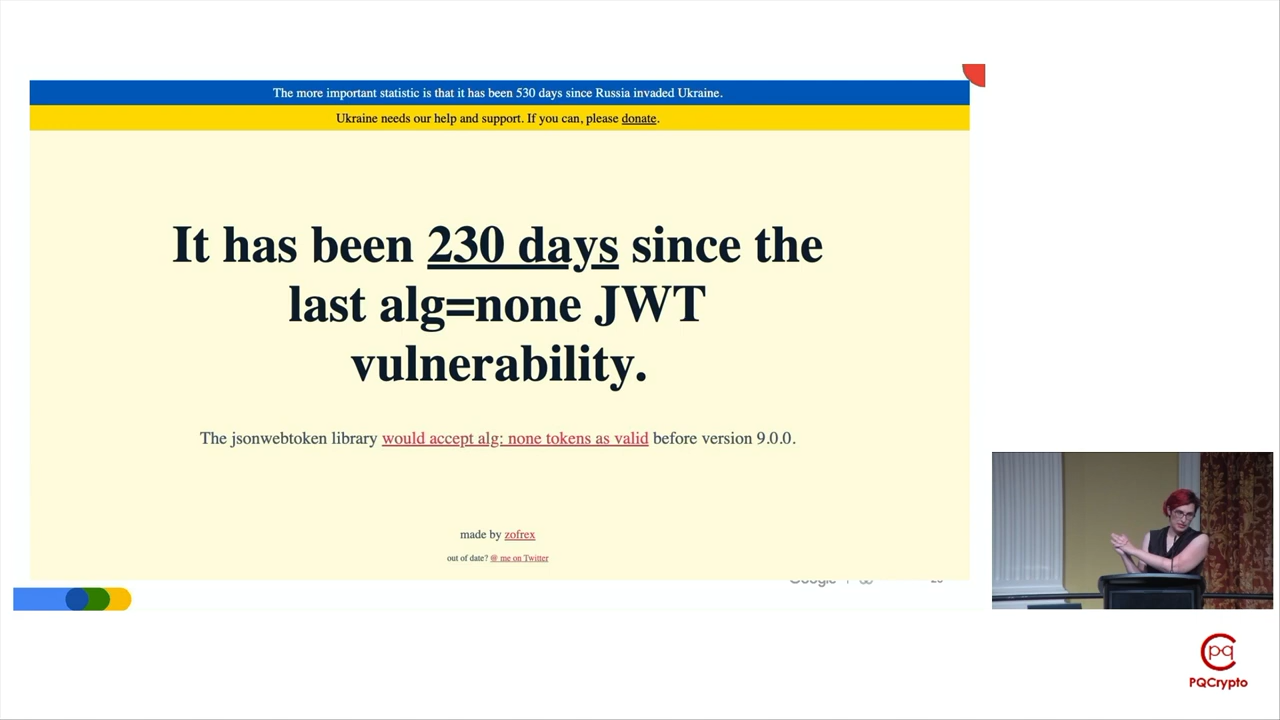 The more important statistic is that it has been 530 days since Russia invaded Ukraine.
Ukraine needs our help and support. If you can, please donate.
It has been 230 days since the
last alg=none JWT
vulnerability.
The jsonwebtoken library would accept alg: none tokens as valid before version 9.0.0.
made by zofrex
out of date? @ me on Twitter
Google
pq
PQCrypto